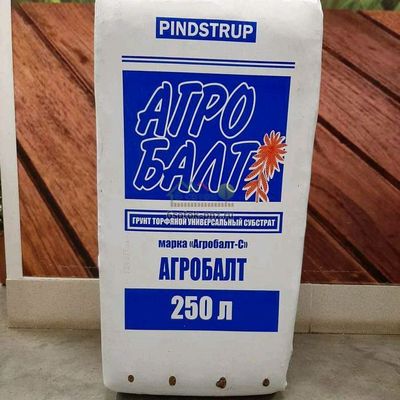 PINDSTRUP
АГРО
БАЛТ
ГРУНТ ТОРФЯНОЙ УНИВЕРСАЛЬНЫЙ СУБСТРАТ
марка «Агробалт-С»
АГРОБАЛТ
250 л